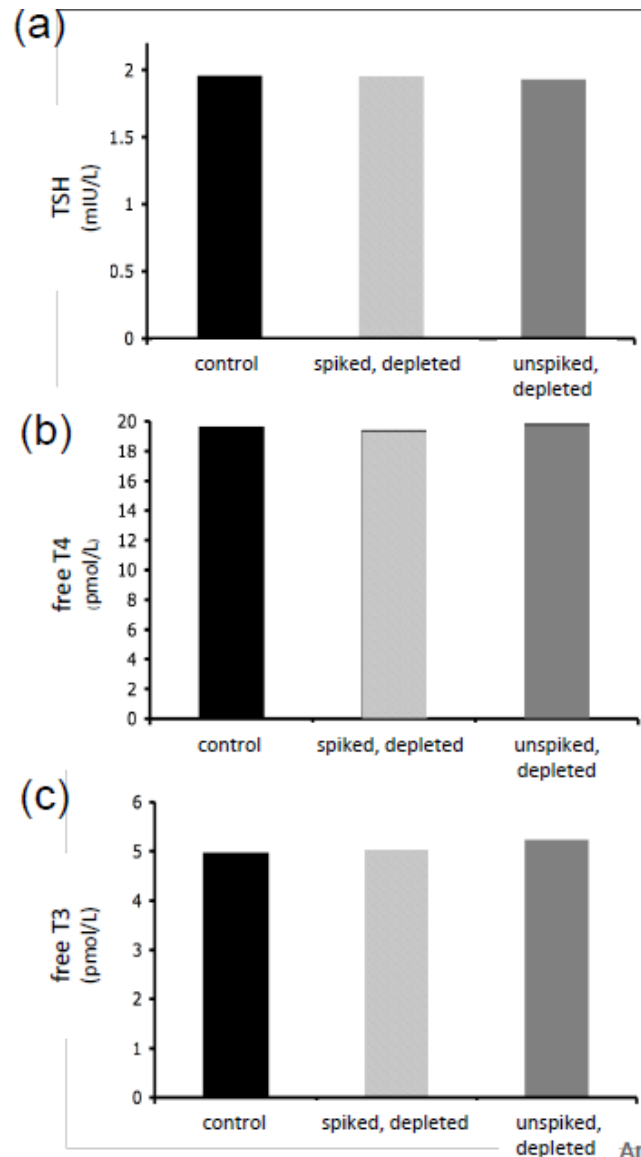 (a)
TSH
(mIU/L)
2
1.5
1
0.5
0
control
spiked, depleted
unspiked,
depleted
(b)
free T4
(pmol/L)
20
18
16
14
12
10
8
6
4
2
0
control
spiked, depleted
unspiked,
depleted
(c)
free T3
(pmol/L)
6
5
4
3
2
1
0
control
spiked, depleted
unspiked,
depleted